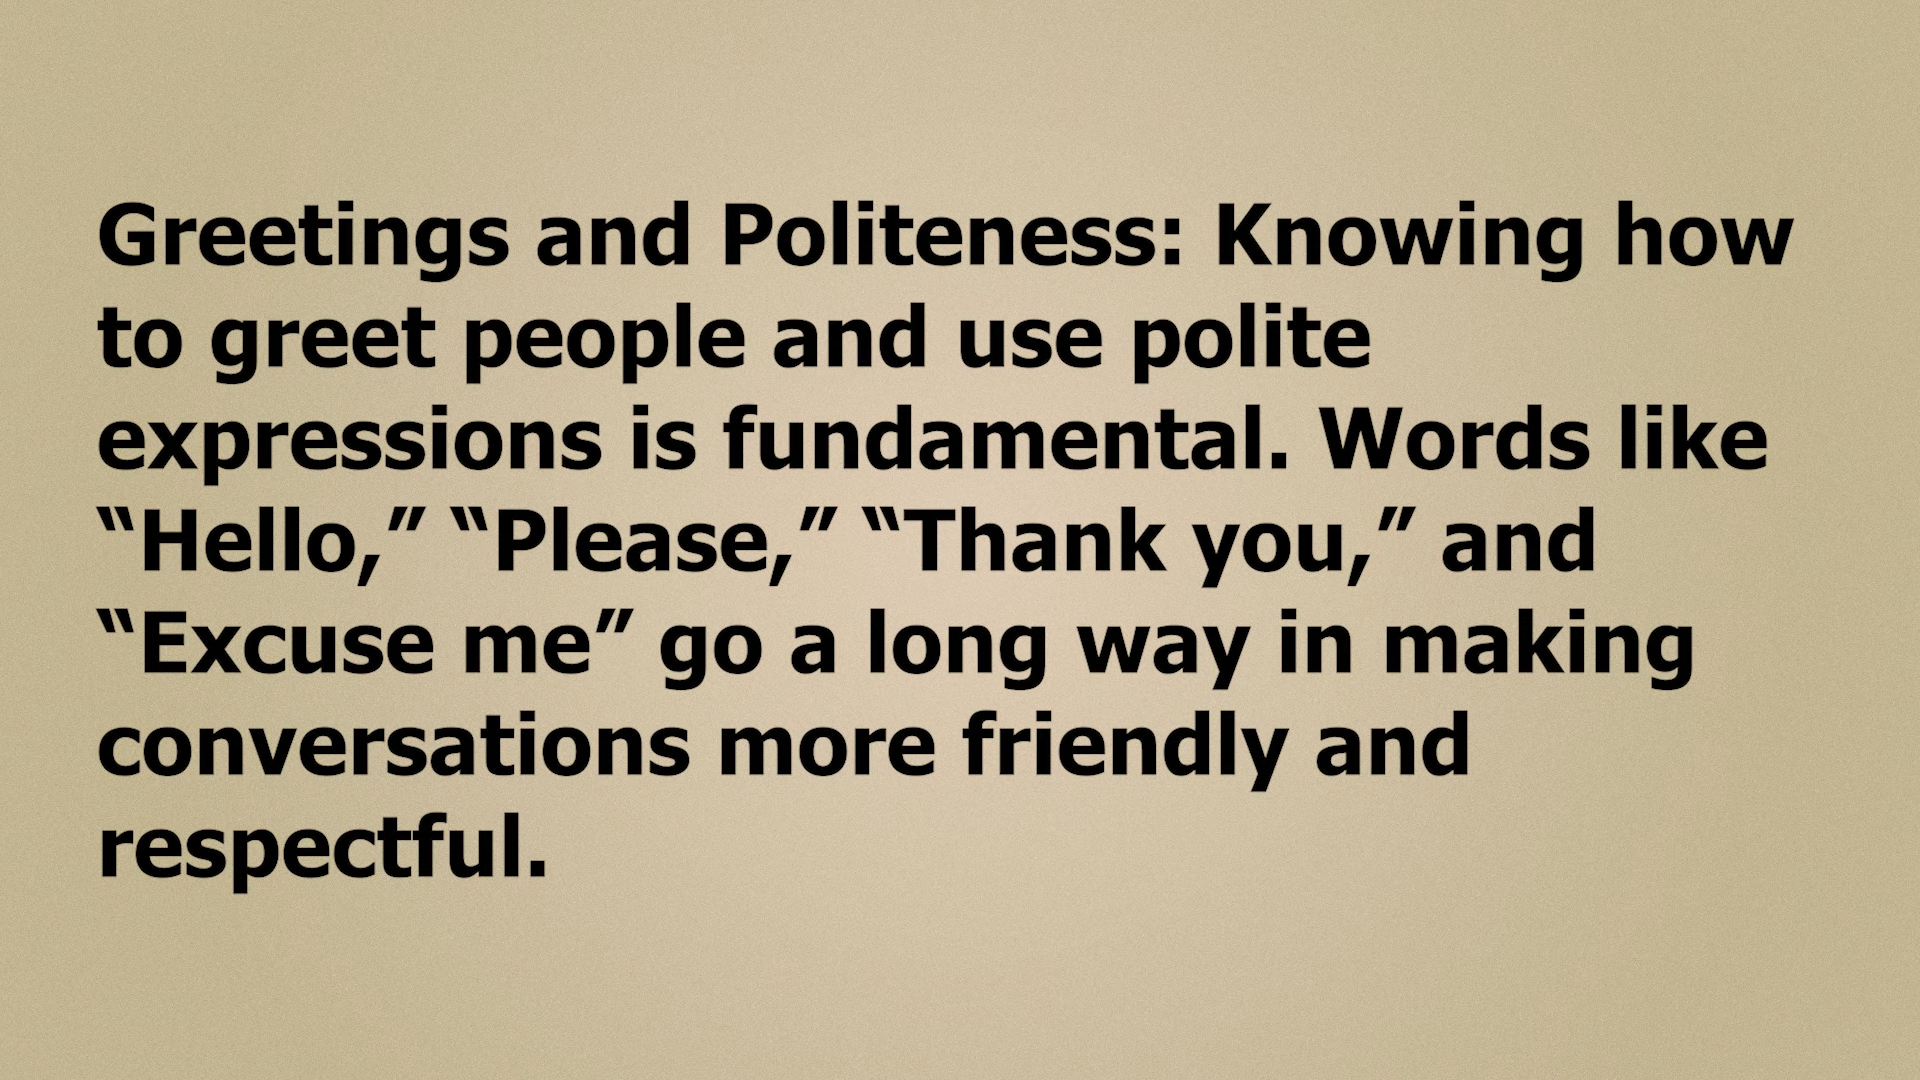 Greetings and Politeness: Knowing how
to greet people and use polite
expressions is fundamental. Words like
“Hello,” “Please,” “Thank you,” and
“Excuse me” go a long way in making
conversations more friendly and
respectful.